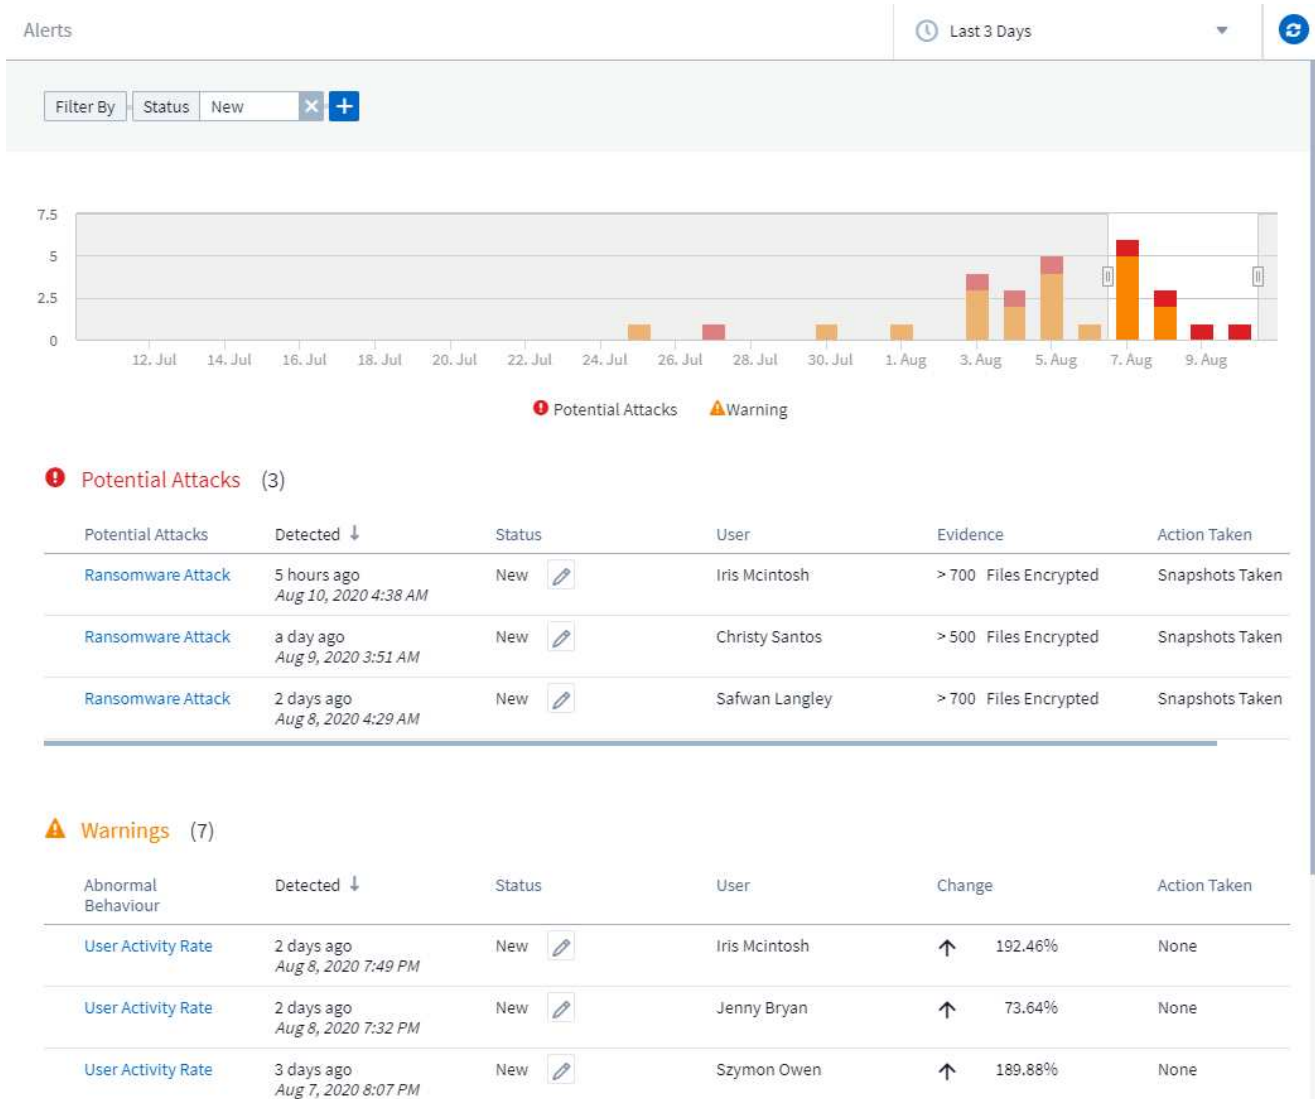 Alerts
Last 3 Days
Filter By Status New
7.5
5
2.5
0
12. Jul 14. Jul 16. Jul 18. Jul 20. Jul 22. Jul 24. Jul 26. Jul 28. Jul 30. Jul 1. Aug 3. Aug 5. Aug 7. Aug 9. Aug
Potential Attacks Warning
Potential Attacks (3)
Potential Attacks Detected ↓ Status User Evidence Action Taken
Ransomware Attack 5 hours ago New Iris Mcintosh > 700 Files Encrypted Snapshots Taken
Aug 10, 2020 4:38 AM
Ransomware Attack a day ago New Christy Santos > 500 Files Encrypted Snapshots Taken
Aug 9, 2020 3:51 AM
Ransomware Attack 2 days ago New Safwan Langley > 700 Files Encrypted Snapshots Taken
Aug 8, 2020 4:29 AM
Warnings (7)
Abnormal Detected ↓ Status User Change Action Taken
Behaviour
User Activity Rate 2 days ago New Iris Mcintosh ↑ 192.46% None
Aug 8, 2020 7:49 PM
User Activity Rate 2 days ago New Jenny Bryan ↑ 73.64% None
Aug 8, 2020 7:32 PM
User Activity Rate 3 days ago New Szymon Owen ↑ 189.88% None
Aug 7, 2020 8:07 PM